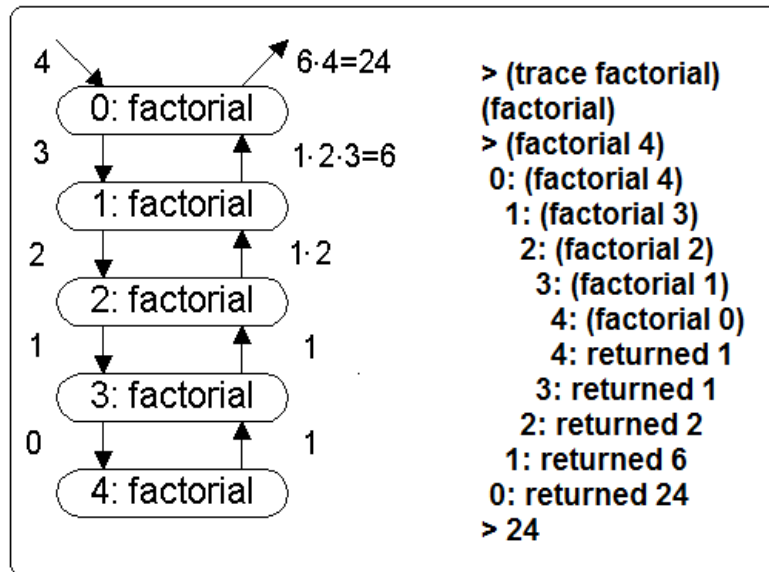 4
6·4=24
0: factorial
3
1·2·3=6
1: factorial
2
1·2
2: factorial
1
1
3: factorial
0
1
4: factorial
> (trace factorial)
(factorial)
> (factorial 4)
0: (factorial 4)
1: (factorial 3)
2: (factorial 2)
3: (factorial 1)
4: (factorial 0)
4: returned 1
3: returned 1
2: returned 2
1: returned 6
0: returned 24
> 24